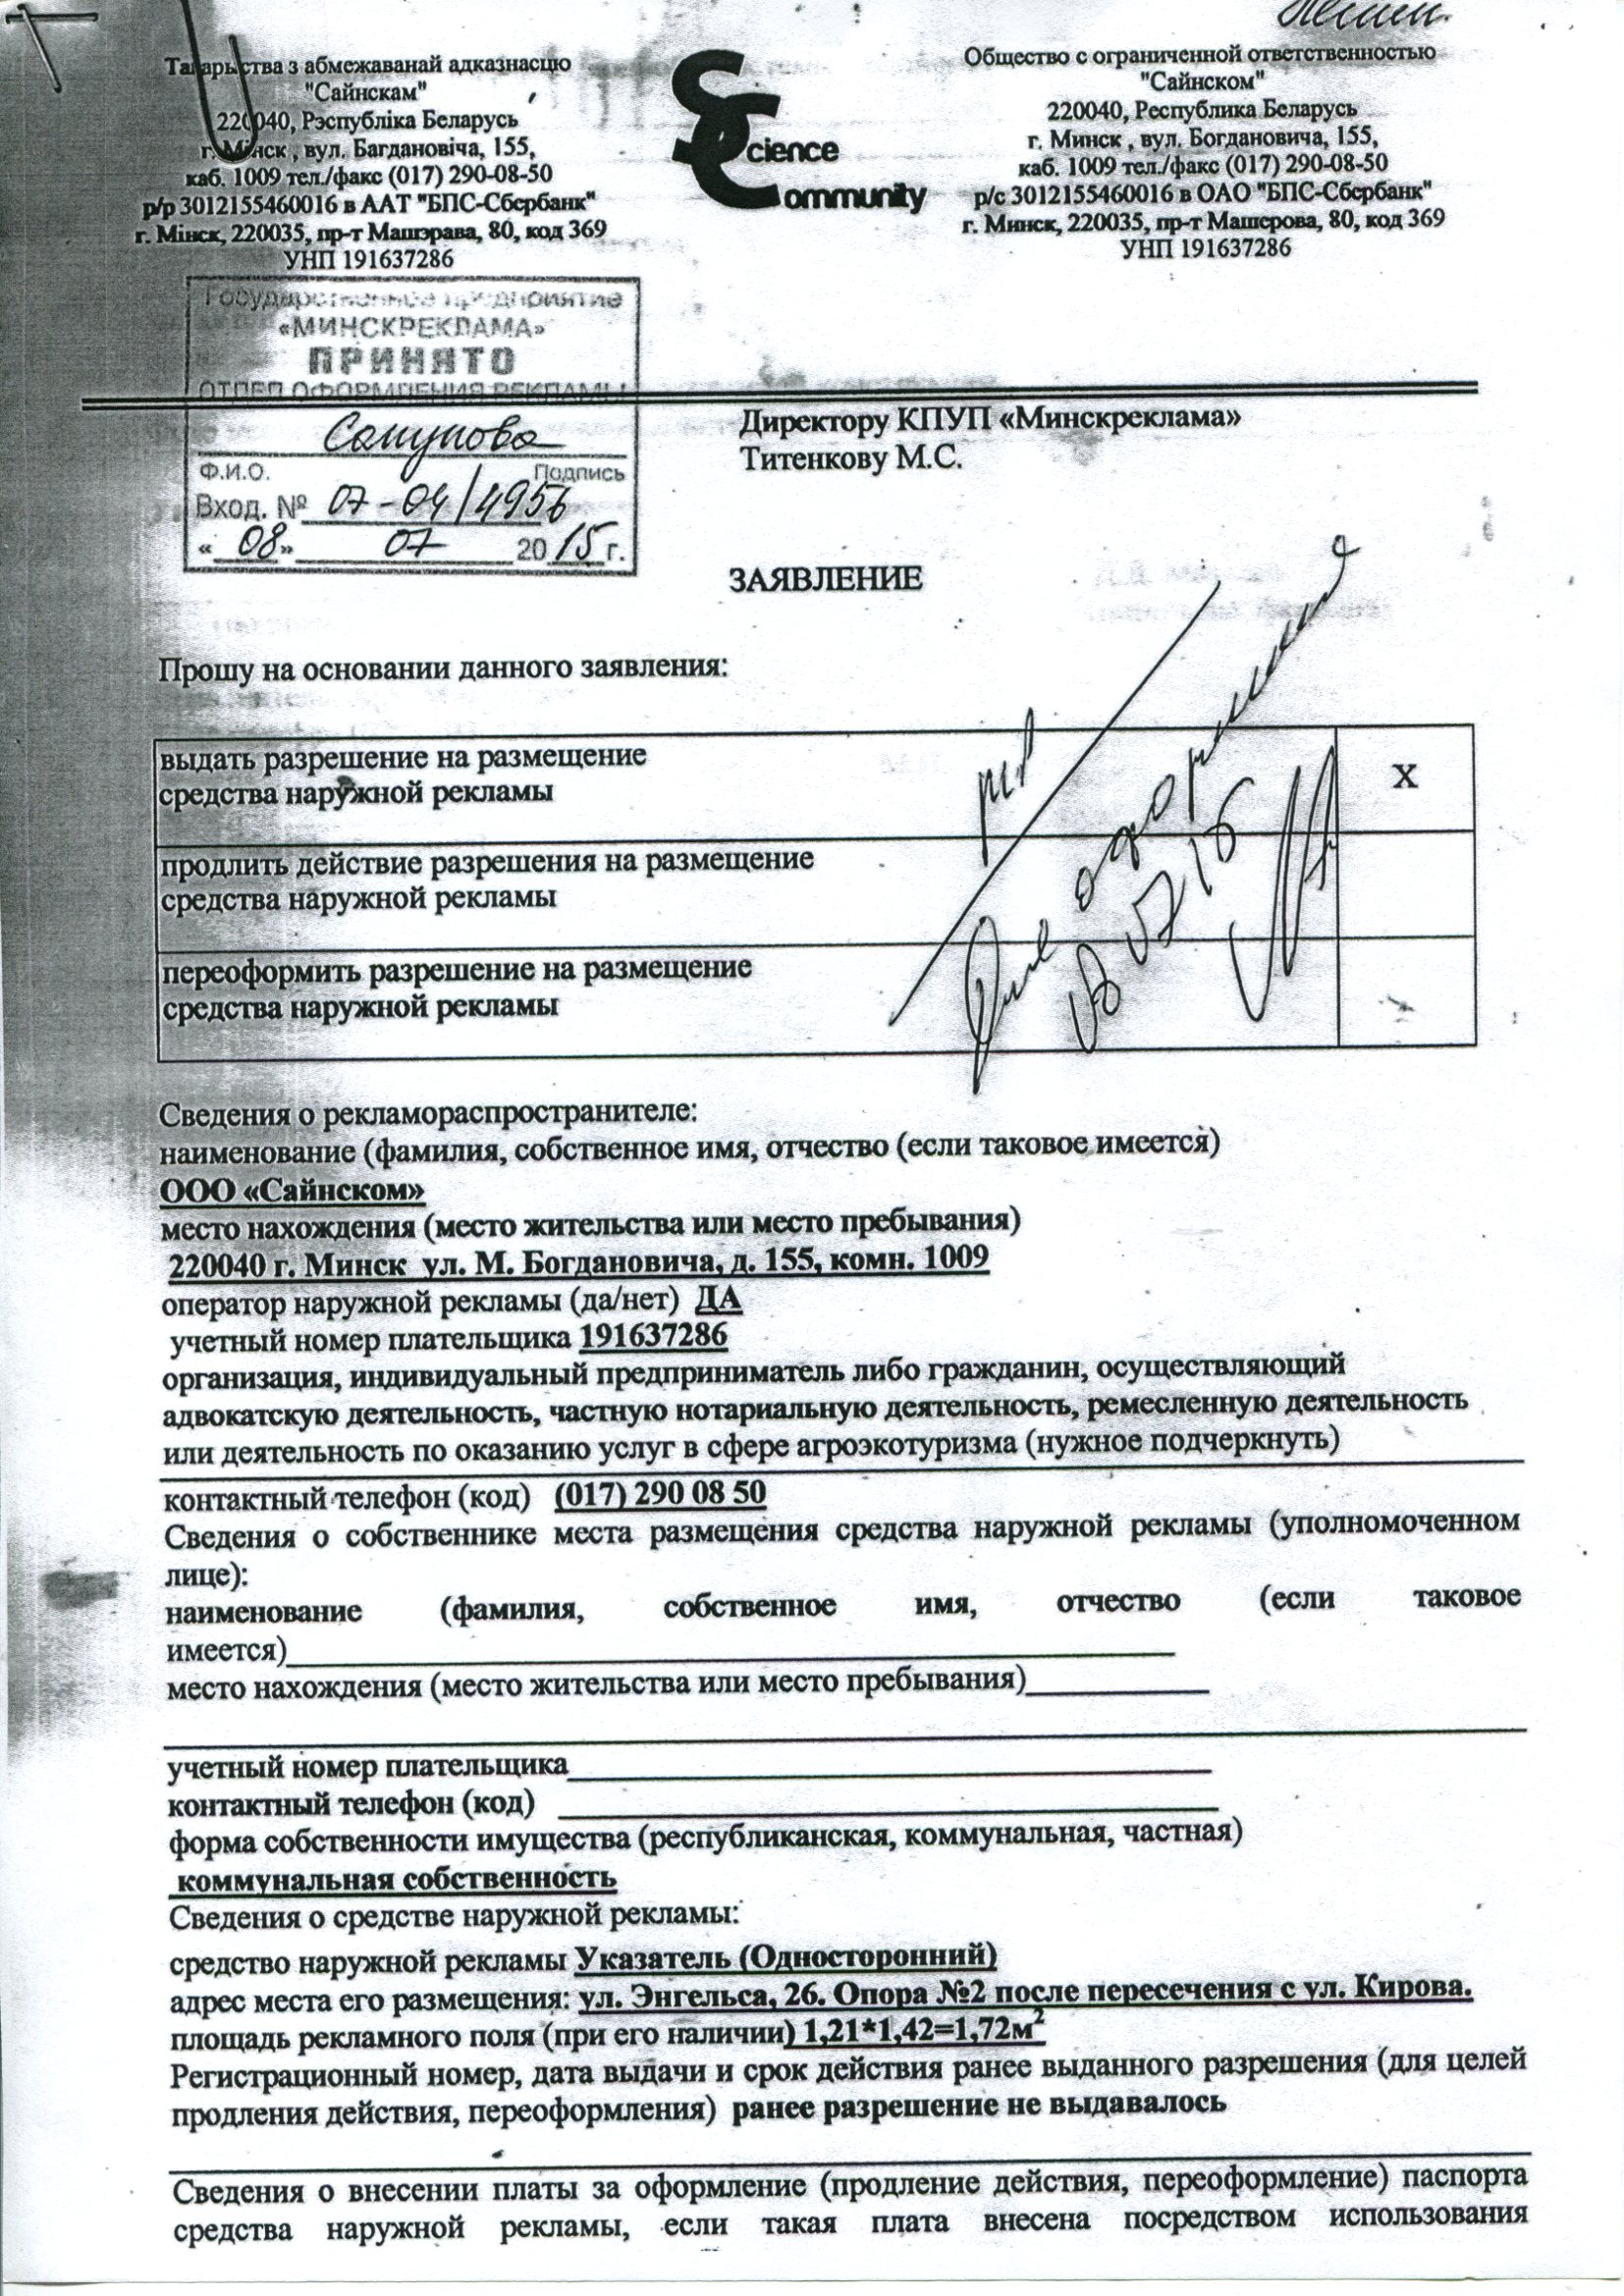 Таварыства з абмежаванай адказнасцю
"Сайнскам"
220040, Рэспубліка Беларусь
г. Мінск , вул. Багдановіча, 155,
каб. 1009 тел./факс (017) 290-08-50
р/р 3012155460016 в ААТ "БПС-Сбербанк"
г. Мінск, 220035, пр-т Машэрава, 80, код 369
УНП 191637286
Science
Community
Общество с ограниченной ответственностью
"Сайнском"
220040, Республика Беларусь
г. Минск , вул. Богдановича, 155,
каб. 1009 тел./факс (017) 290-08-50
р/с 3012155460016 в ОАО "БПС-Сбербанк"
г. Минск, 220035, пр-т Машерова, 80, код 369
УНП 191637286
Государственное предприятие
«МИНСКРЕКЛАМА»
ПРИНЯТО
ОТДЕЛ ОФОРМЛЕНИЯ РЕКЛАМЫ
Сапунова
Ф.И.О. Подпись
Вход. № 07-04/4956
« 08» 07 2015 г.
Директору КПУП «Минскреклама»
Титенкову М.С.
ЗАЯВЛЕНИЕ
Прошу на основании данного заявления:
выдать разрешение на размещение
средства наружной рекламы
X
продлить действие разрешения на размещение
средства наружной рекламы
переоформить разрешение на размещение
средства наружной рекламы
Сведения о рекламораспространителе:
наименование (фамилия, собственное имя, отчество (если таковое имеется)
ООО «Сайнском»
место нахождения (место жительства или место пребывания)
220040 г. Минск ул. М. Богдановича, д. 155, комн. 1009
оператор наружной рекламы (да/нет) ДА
учетный номер плательщика 191637286
организация, индивидуальный предприниматель либо гражданин, осуществляющий
адвокатскую деятельность, частную нотариальную деятельность, ремесленную деятельность
или деятельность по оказанию услуг в сфере агроэкотуризма (нужное подчеркнуть)
контактный телефон (код) (017) 290 08 50
Сведения о собственнике места размещения средства наружной рекламы (уполномоченном
лице):
наименование (фамилия, собственное имя, отчество (если таковое
имеется)
место нахождения (место жительства или место пребывания)
учетный номер плательщика
контактный телефон (код)
форма собственности имущества (республиканская, коммунальная, частная)
коммунальная собственность
Сведения о средстве наружной рекламы:
средство наружной рекламы Указатель (Односторонний)
адрес места его размещения: ул. Энгельса, 26. Опора №2 после пересечения с ул. Кирова.
площадь рекламного поля (при его наличии) 1,21*1,42=1,72м²
Регистрационный номер, дата выдачи и срок действия ранее выданного разрешения (для целей
продления действия, переоформления) ранее разрешение не выдавалось
Сведения о внесении платы за оформление (продление действия, переоформление) паспорта
средства наружной рекламы, если такая плата внесена посредством использования